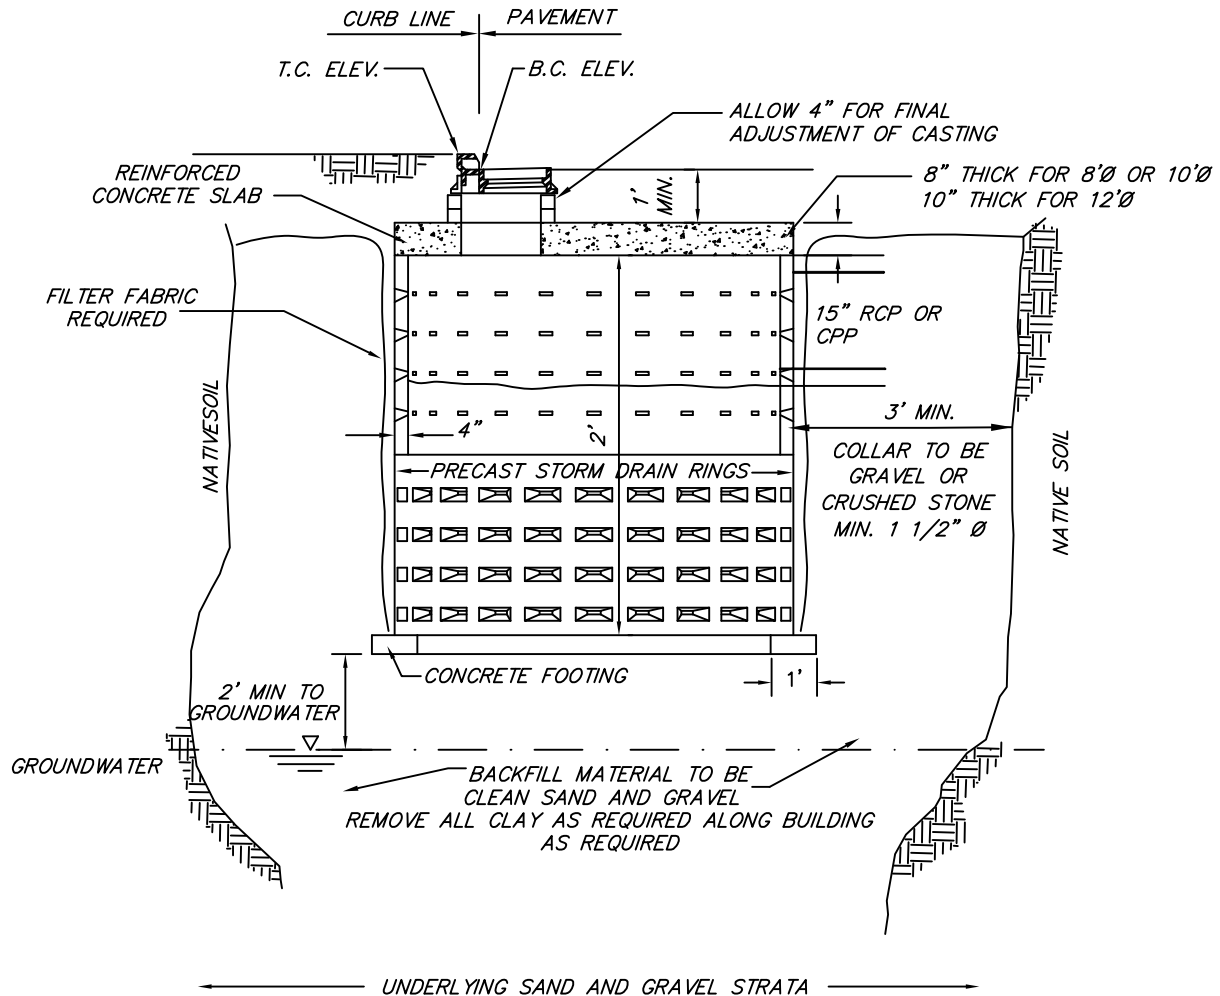 CURB LINE
PAVEMENT
T.C. ELEV.
B.C. ELEV.
ALLOW 4" FOR FINAL
ADJUSTMENT OF CASTING
REINFORCED
CONCRETE SLAB
1'
MIN.
8" THICK FOR 8'Ø OR 10'Ø
10" THICK FOR 12'Ø
FILTER FABRIC
REQUIRED
15" RCP OR
CPP
NATIVESOIL
4"
2'
3' MIN.
COLLAR TO BE
GRAVEL OR
CRUSHED STONE
MIN. 1 1/2" Ø
NATIVE SOIL
PRECAST STORM DRAIN RINGS
CONCRETE FOOTING
1'
2' MIN TO
GROUNDWATER
GROUNDWATER
BACKFILL MATERIAL TO BE
CLEAN SAND AND GRAVEL
REMOVE ALL CLAY AS REQUIRED ALONG BUILDING
AS REQUIRED
UNDERLYING SAND AND GRAVEL STRATA